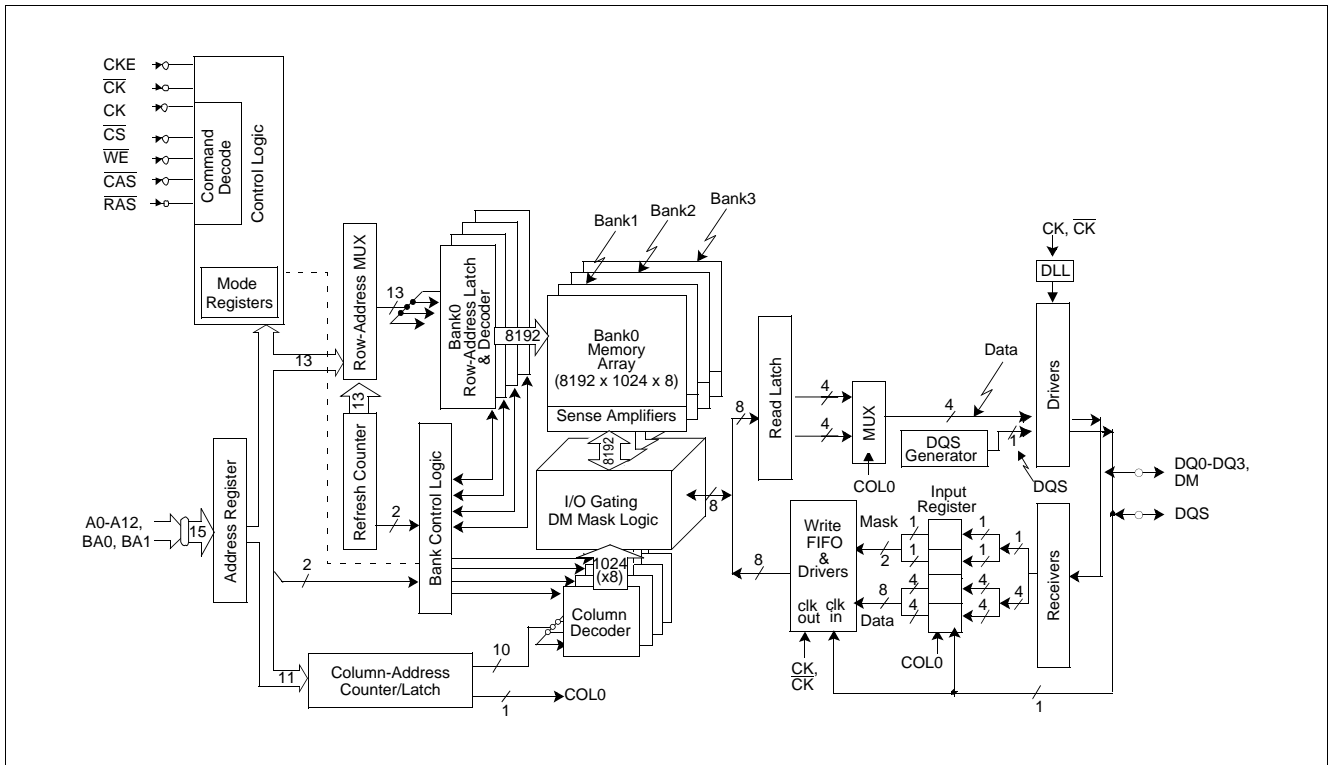 CKE
CK
CK
CS
WE
CAS
RAS
Command
Decode
Control Logic
Mode
Registers
Row-Address MUX
13
13
13
Refresh Counter
A0-A12,
BA0, BA1
15
Address Register
2
2
11
Column-Address
Counter/Latch
10
1
COL0
Bank Control Logic
Bank0
Row-Address Latch
& Decoder
8192
Bank1
Bank2
Bank3
Bank0
Memory
Array
(8192 x 1024 x 8)
Sense Amplifiers
8192
I/O Gating
DM Mask Logic
1024
(x8)
Column
Decoder
8
8
8
Read Latch
4
4
MUX
COL0
4
Data
DQS
Generator
1
DQS
CK, CK
DLL
Drivers
DQ0-DQ3,
DM
DQS
Write
FIFO
&
Drivers
clk
out
clk
in
CK,
CK
Mask
2
8
Data
Input
Register
1
1
4
4
1
1
4
4
1
4
COL0
Receivers
1